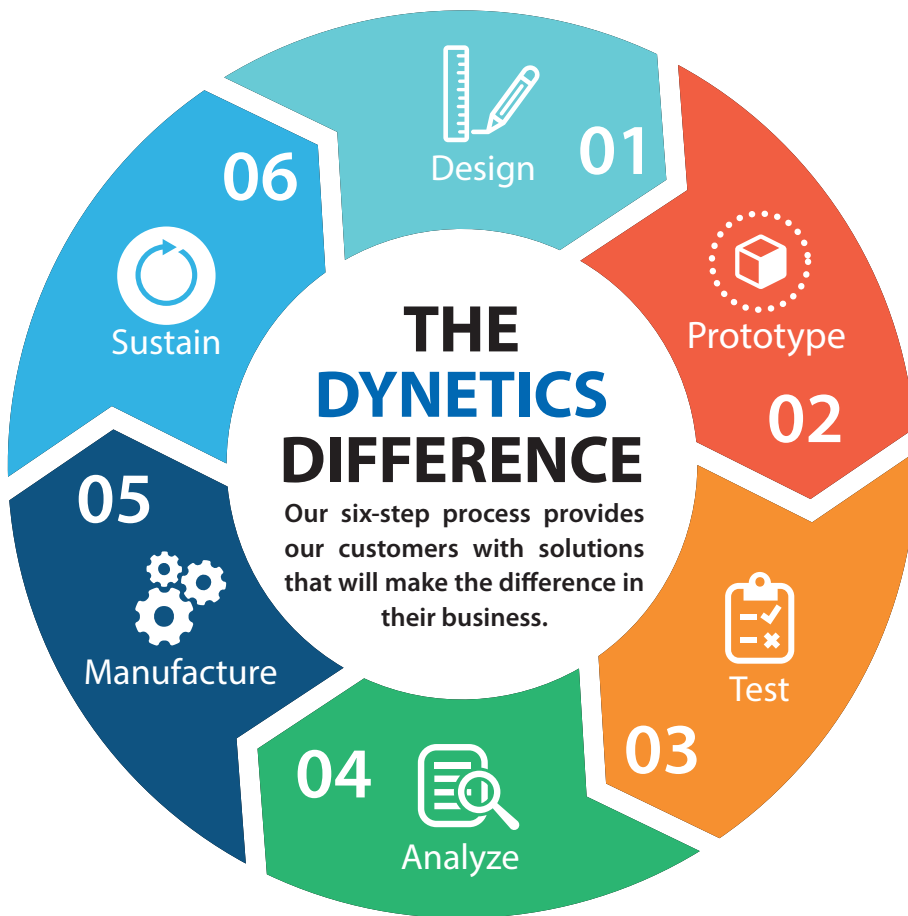 THE
DYNETICS
DIFFERENCE
Our six-step process provides
our customers with solutions
that will make the difference in
their business.
Design
01
Prototype
02
Test
03
04
Analyze
05
Manufacture
06
Sustain